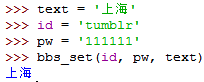 >>> text = '上海'
>>> id = 'tumblr'
>>> pw = '111111'
>>> bbs_set(id, pw, text)
上海